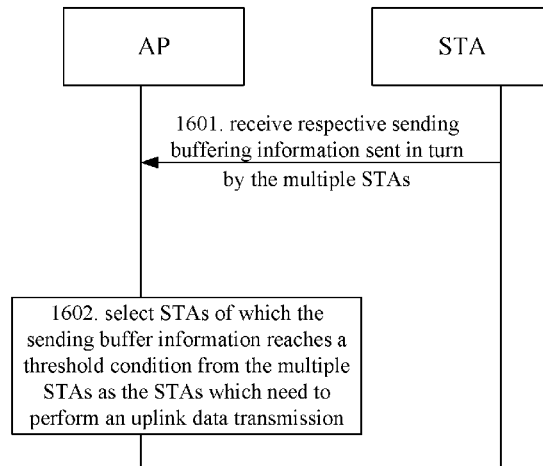 AP
STA
1601. receive respective sending
buffering information sent in turn
by the multiple STAs
1602. select STAs of which the
sending buffer information reaches a
threshold condition from the multiple
STAs as the STAs which need to
perform an uplink data transmission